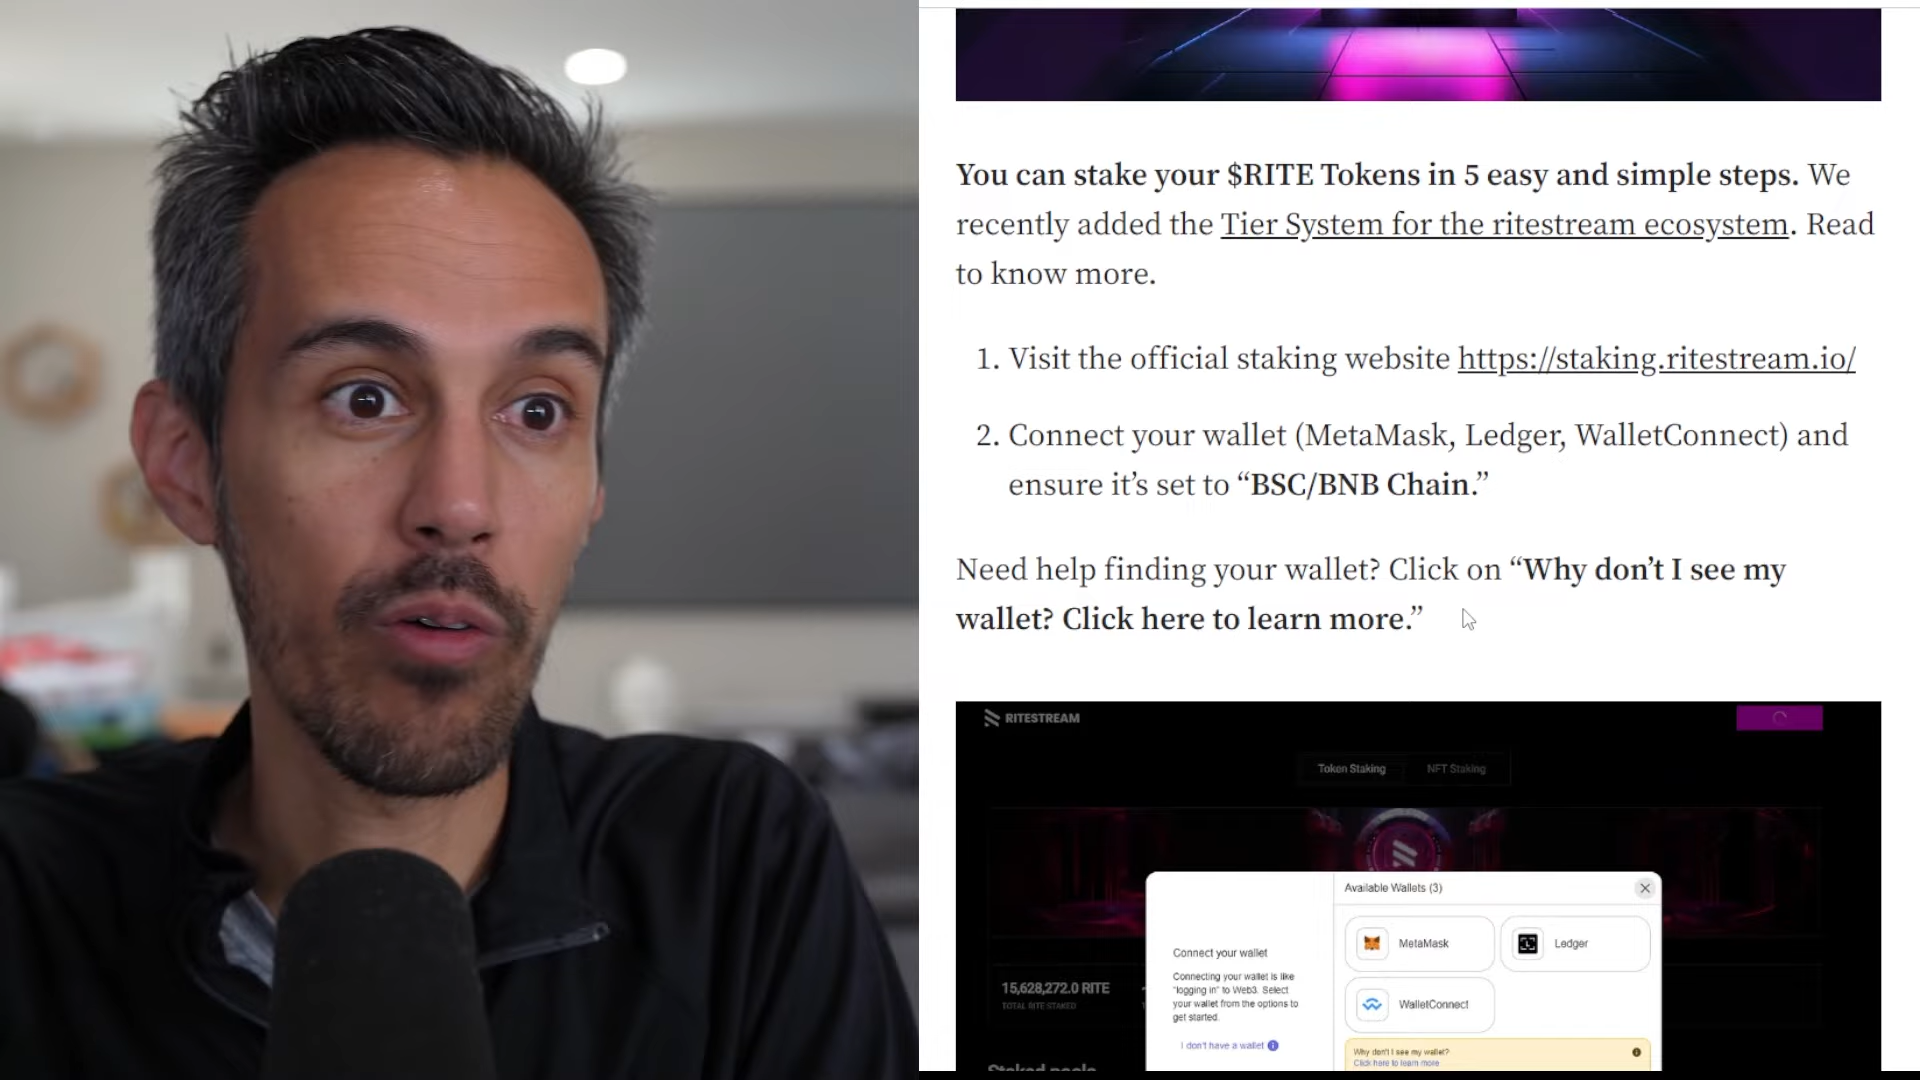 You can stake your $RITE Tokens in 5 easy and simple steps. We
recently added the Tier System for the ritestream ecosystem. Read
to know more.
1. Visit the official staking website https://staking.ritestream.io/
2. Connect your wallet (MetaMask, Ledger, WalletConnect) and
ensure it’s set to “BSC/BNB Chain.”
Need help finding your wallet? Click on “Why don’t I see my
wallet? Click here to learn more.”
RITESTREAM
Token Staking NFT Staking
Available Wallets (3)
MetaMask Ledger
Connect your wallet
Connecting your wallet is like
“logging in” to Web3. Select
your wallet from the options to
get started.
WalletConnect
15,628,272.0 RITE
TOTAL RITE STAKED
I don't have a wallet
Why don't I see my wallet?
Click here to learn more